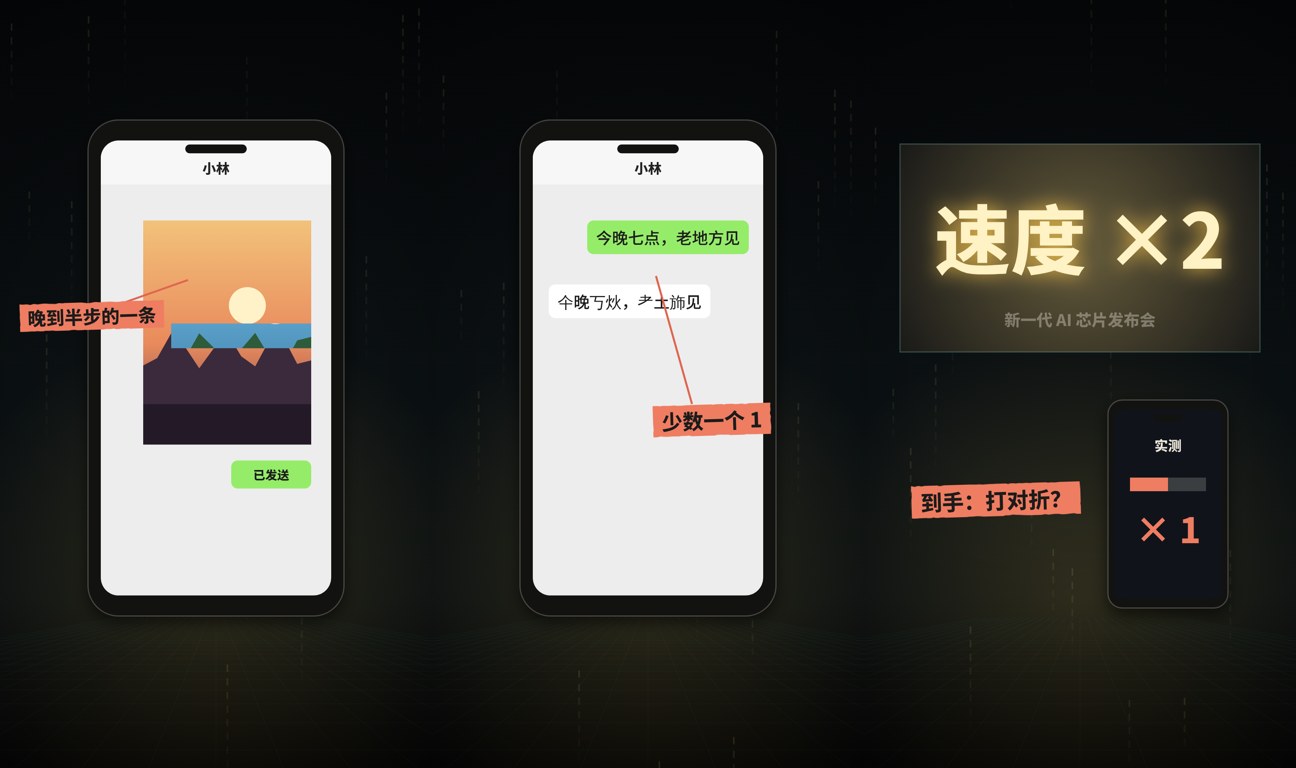 小林
晚到半步的一条
已发送
小林
今晚七点，老地方见
晚 ， 见
少数一个 1
速度 ×2
新一代 AI 芯片发布会
实测
到手：打对折？
× 1